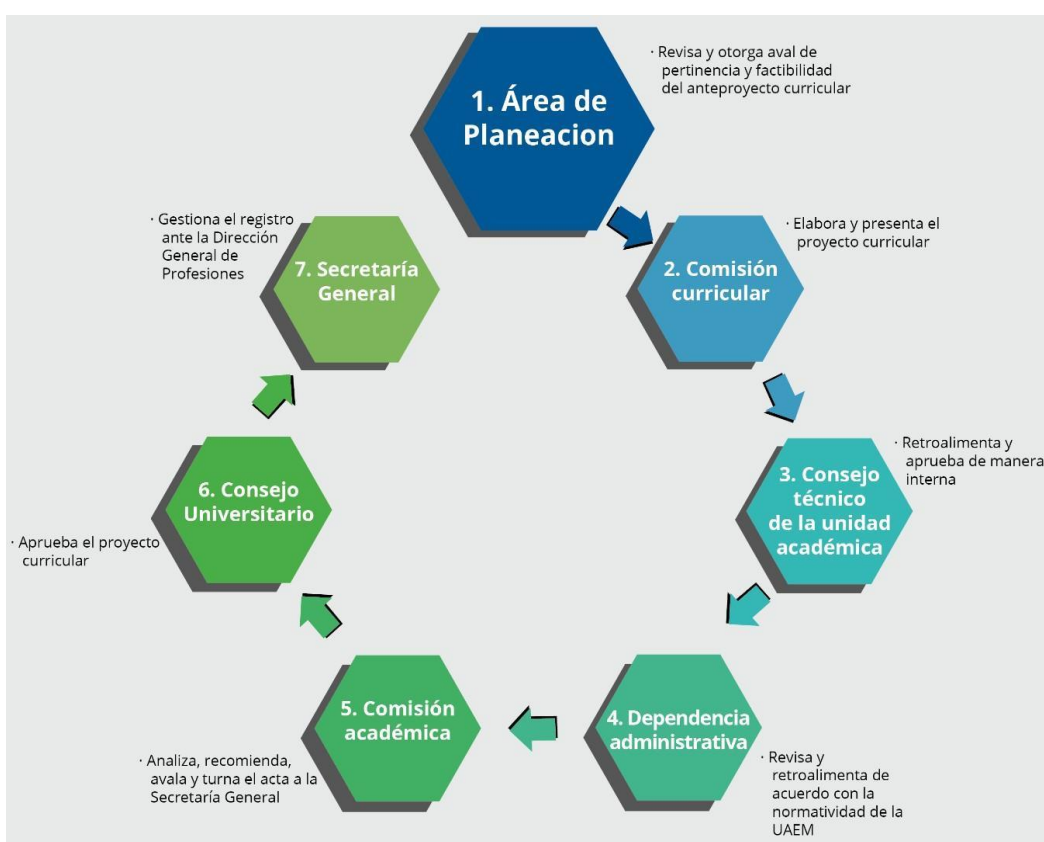 1. Área de
Planeacion
· Revisa y otorga aval de
pertinencia y factibilidad
del anteproyecto curricular
2. Comisión
curricular
· Elabora y presenta el
proyecto curricular
3. Consejo
técnico
de la unidad
académica
· Retroalimenta y
aprueba de manera
interna
4. Dependencia
administrativa
· Revisa y
retroalimenta de
acuerdo con la
normatividad de la
UAEM
5. Comisión
académica
· Analiza, recomienda,
avala y turna el acta a la
Secretaría General
6. Consejo
Universitario
· Aprueba el proyecto
curricular
7. Secretaría
General
· Gestiona el registro
ante la Dirección
General de
Profesiones